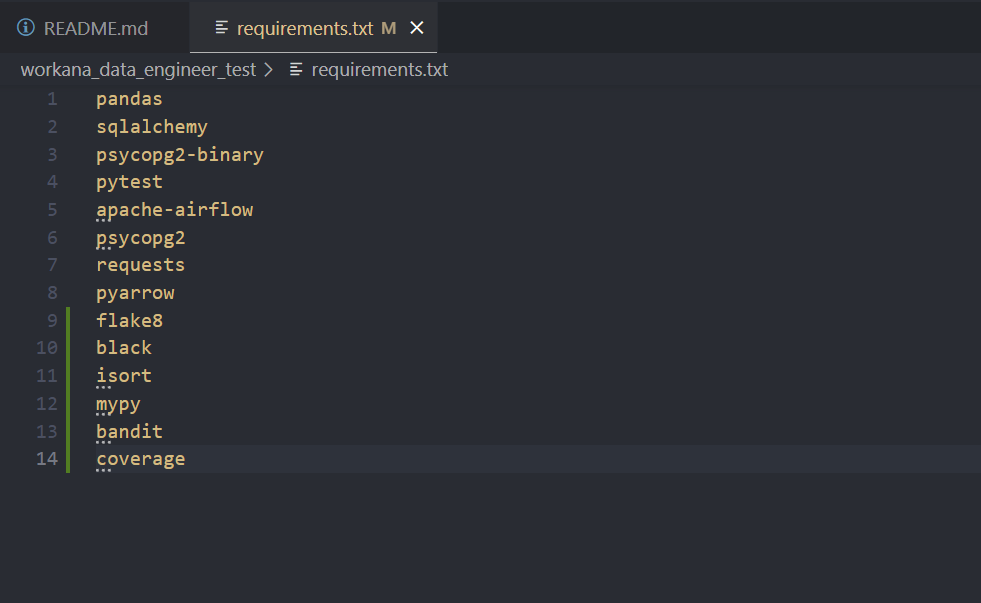 README.md requirements.txt M
workana_data_engineer_test > requirements.txt
1 pandas
2 sqlalchemy
3 psycopg2-binary
4 pytest
5 apache-airflow
6 psycopg2
7 requests
8 pyarrow
9 flake8
10 black
11 isort
12 mypy
13 bandit
14 coverage